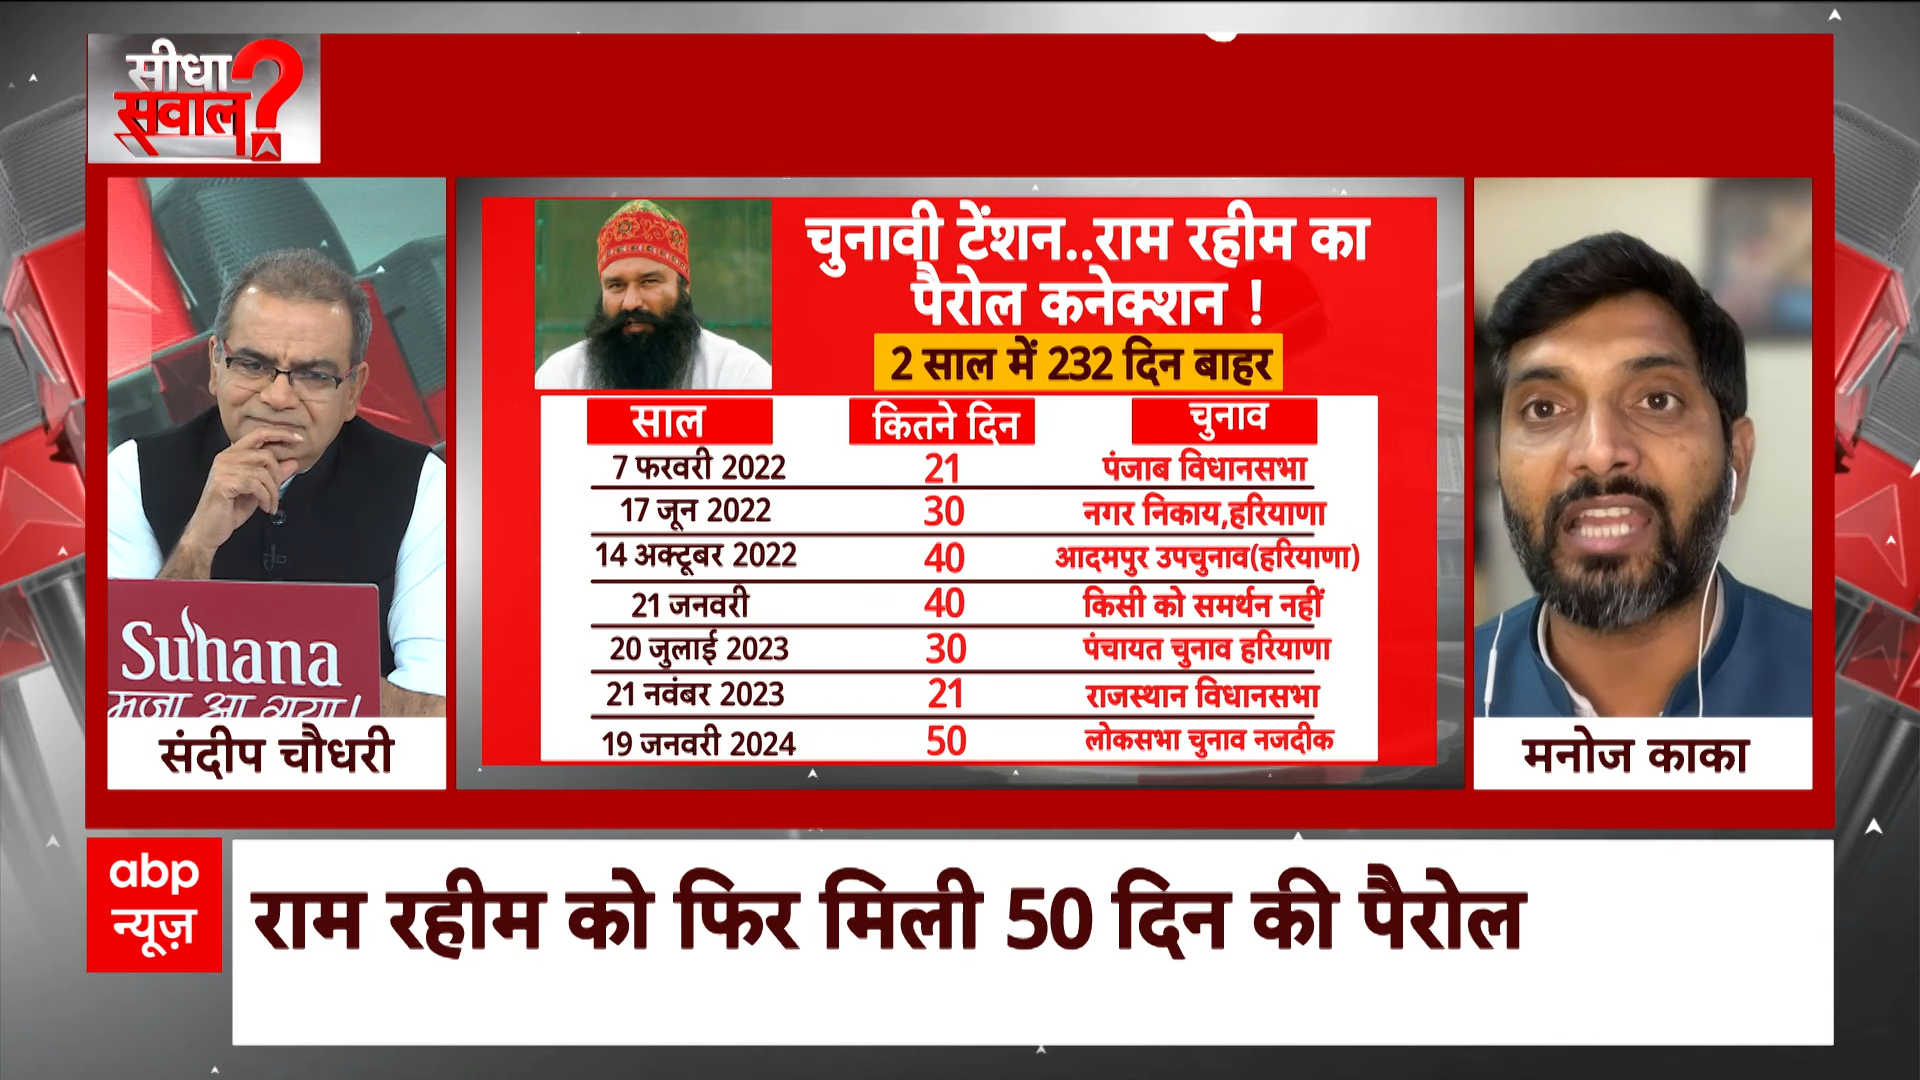 सीधा
सवाल?
चुनावी टेंशन..राम रहीम का
पैरोल कनेक्शन !
2 साल में 232 दिन बाहर
साल कितने दिन चुनाव
7 फरवरी 2022 21 पंजाब विधानसभा
17 जून 2022 30 नगर निकाय,हरियाणा
14 अक्टूबर 2022 40 आदमपुर उपचुनाव(हरियाणा)
21 जनवरी 40 किसी को समर्थन नहीं
20 जुलाई 2023 30 पंचायत चुनाव हरियाणा
21 नवंबर 2023 21 राजस्थान विधानसभा
19 जनवरी 2024 50 लोकसभा चुनाव नजदीक
Suhana
मज़ा आ गया!
संदीप चौधरी
मनोज काका
abp
न्यूज़
राम रहीम को फिर मिली 50 दिन की पैरोल